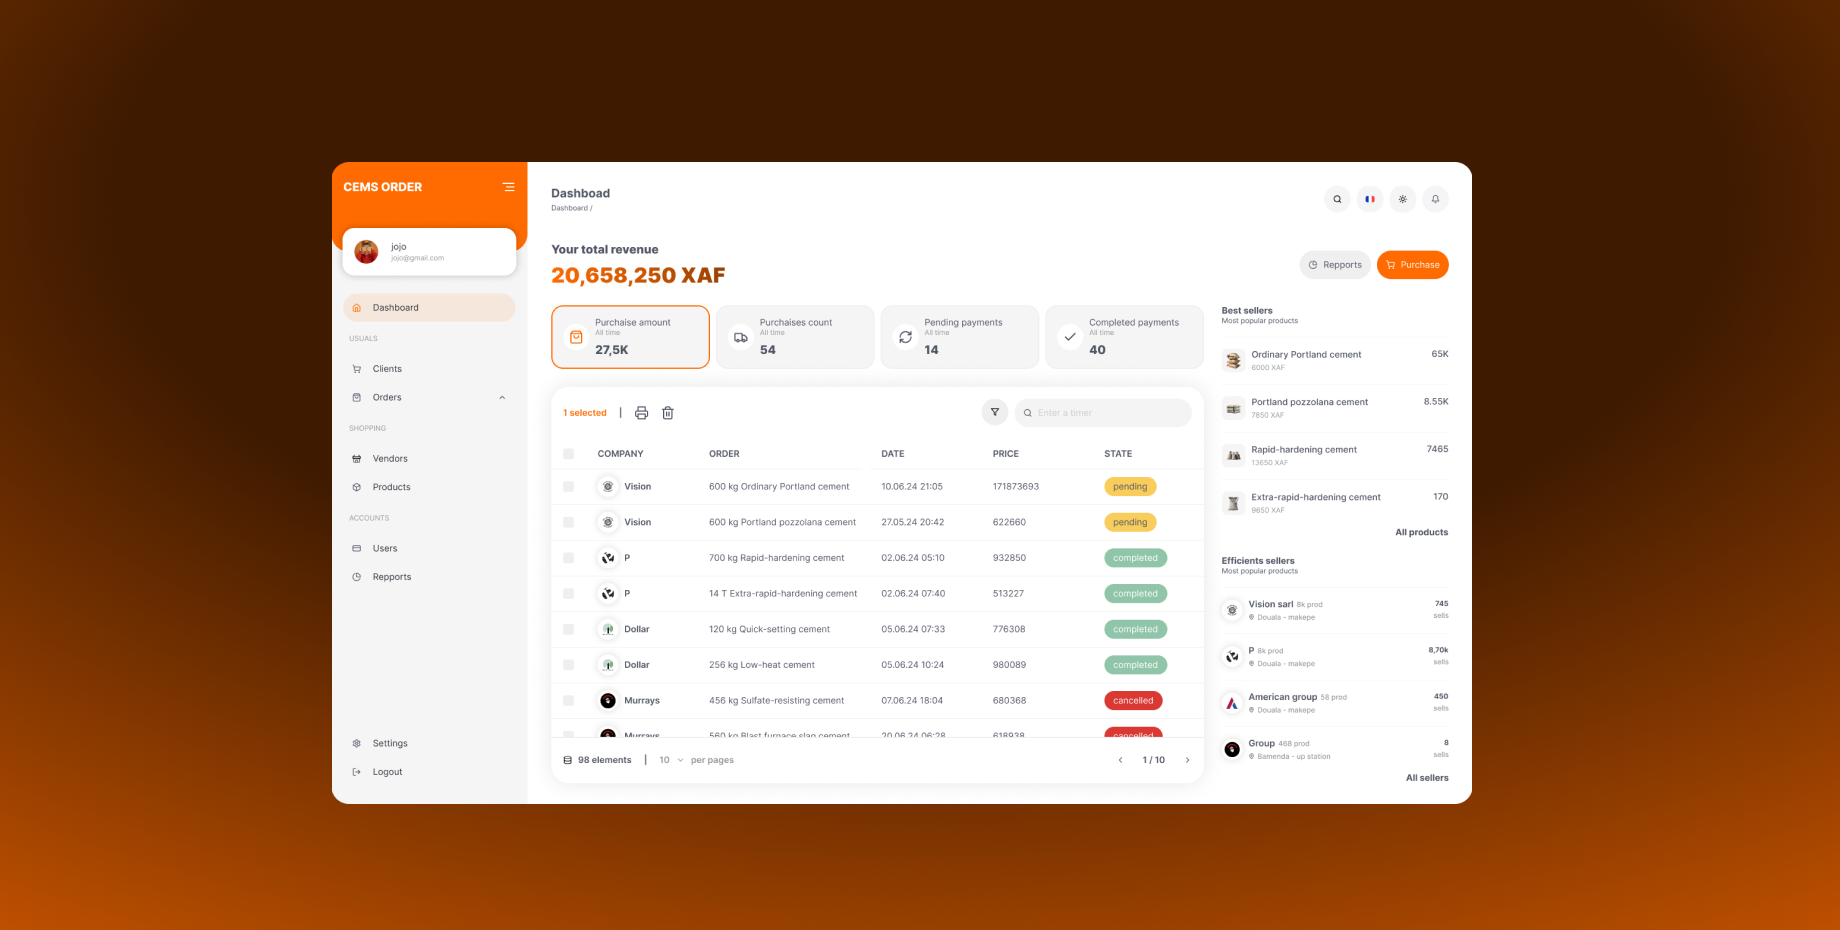 CEMS ORDER
jojo
jojo@gmail.com
Dashboard
USUALS
Clients
Orders
SHOPPING
Vendors
Products
ACCOUNTS
Users
Repports
Settings
Logout
Dashboad
Dashboard /
Your total revenue
20,658,250 XAF
Repports
Purchase
Purchaise amount
All time
27,5K
Purchaises count
All time
54
Pending payments
All time
14
Completed payments
All time
40
1 selected |
Enter a timer
COMPANY ORDER DATE PRICE STATE
Vision 600 kg Ordinary Portland cement 10.06.24 21:05 171873693 pending
Vision 600 kg Portland pozzolana cement 27.05.24 20:42 622660 pending
P 700 kg Rapid-hardening cement 02.06.24 05:10 932850 completed
P 14 T Extra-rapid-hardening cement 02.06.24 07:40 513227 completed
Dollar 120 kg Quick-setting cement 05.06.24 07:33 776308 completed
Dollar 256 kg Low-heat cement 05.06.24 10:24 980089 completed
Murrays 456 kg Sulfate-resisting cement 07.06.24 18:04 680368 cancelled
Murrays 560 kg Blast furnace slag cement 20.06.24 06:28 618938 cancelled
98 elements | 10 per pages
1 / 10
Best sellers
Most popular products
Ordinary Portland cement 65K
6000 XAF
Portland pozzolana cement 8.55K
7850 XAF
Rapid-hardening cement 7465
13650 XAF
Extra-rapid-hardening cement 170
9650 XAF
All products
Efficients sellers
Most popular products
Vision sarl 8k prod 745
Douala - makepe sells
P 8k prod 8,70k
Douala - makepe sells
American group 58 prod 450
Douala - makepe sells
Group 468 prod 8
Bamenda - up station sells
All sellers